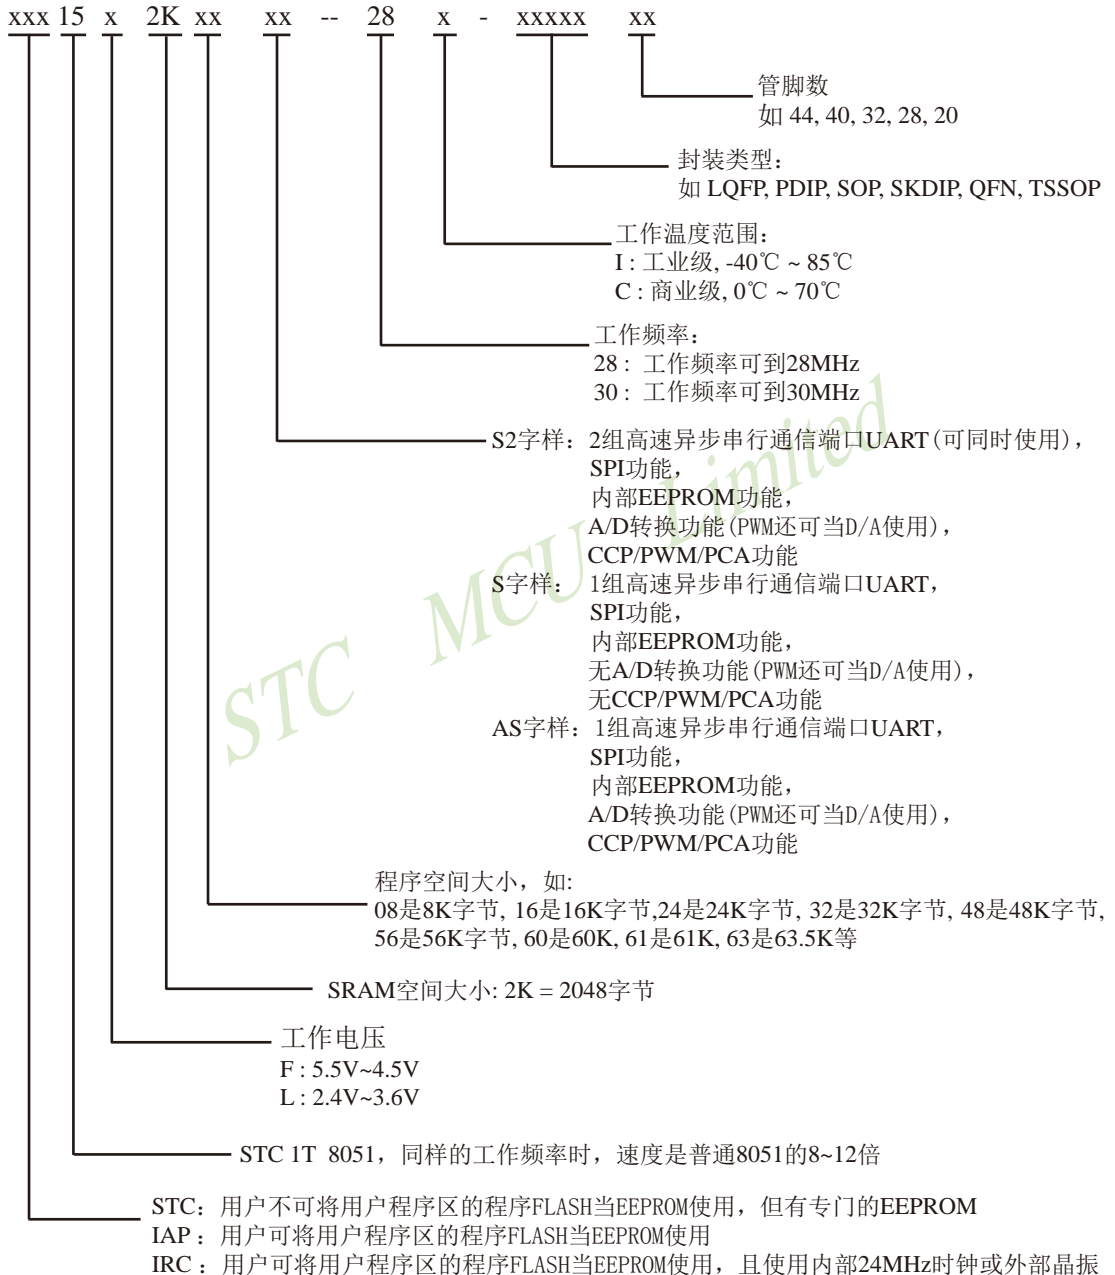 xxx 15 x 2K xx xx -- 28 x - xxxxx xx
管脚数
如 44, 40, 32, 28, 20
封装类型：
如 LQFP, PDIP, SOP, SKDIP, QFN, TSSOP
工作温度范围：
I : 工业级, -40℃ ~ 85℃
C : 商业级, 0℃ ~ 70℃
工作频率：
28 : 工作频率可到28MHz
30 : 工作频率可到30MHz
S2字样：2组高速异步串行通信端口UART(可同时使用)，
SPI功能，
内部EEPROM功能，
A/D转换功能(PWM还可当D/A使用)，
CCP/PWM/PCA功能
S字样： 1组高速异步串行通信端口UART，
SPI功能，
内部EEPROM功能，
无A/D转换功能(PWM还可当D/A使用)，
无CCP/PWM/PCA功能
AS字样：1组高速异步串行通信端口UART，
SPI功能，
内部EEPROM功能，
A/D转换功能(PWM还可当D/A使用)，
CCP/PWM/PCA功能
程序空间大小，如:
08是8K字节, 16是16K字节,24是24K字节, 32是32K字节, 48是48K字节,
56是56K字节, 60是60K, 61是61K, 63是63.5K等
SRAM空间大小: 2K = 2048字节
工作电压
F : 5.5V~4.5V
L : 2.4V~3.6V
STC 1T 8051，同样的工作频率时，速度是普通8051的8~12倍
STC：用户不可将用户程序区的程序FLASH当EEPROM使用，但有专门的EEPROM
IAP：用户可将用户程序区的程序FLASH当EEPROM使用
IRC：用户可将用户程序区的程序FLASH当EEPROM使用，且使用内部24MHz时钟或外部晶振
STC MCU Limited